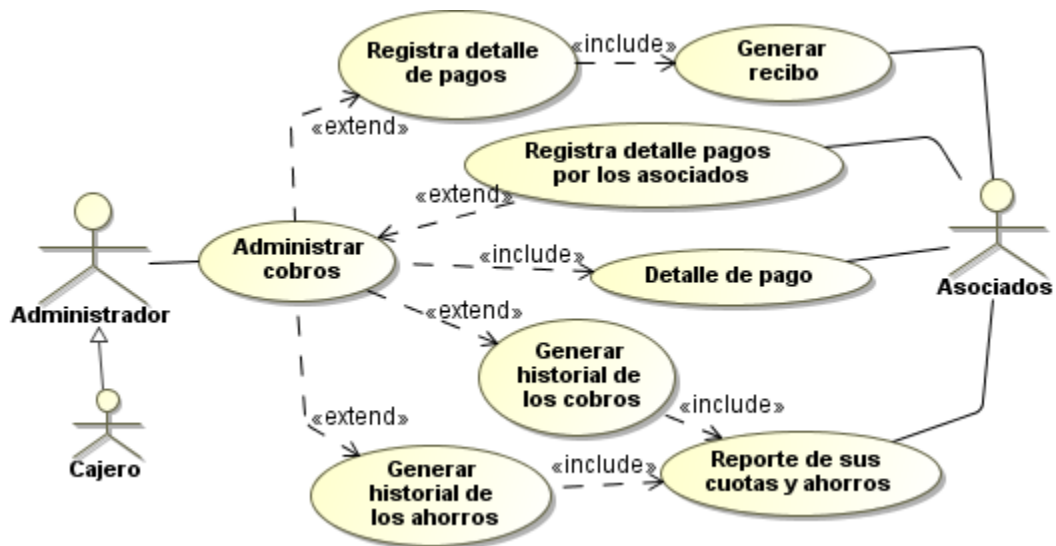 Registra detalle
de pagos
«include»
Generar
recibo
«extend»
Registra detalle pagos
por los asociados
«extend»
Administrar
cobros
«include»
Detalle de pago
Administrador
Asociados
«extend»
Generar
historial de
los cobros
«include»
Cajero
«extend»
Generar
historial de
los ahorros
«include»
Reporte de sus
cuotas y ahorros